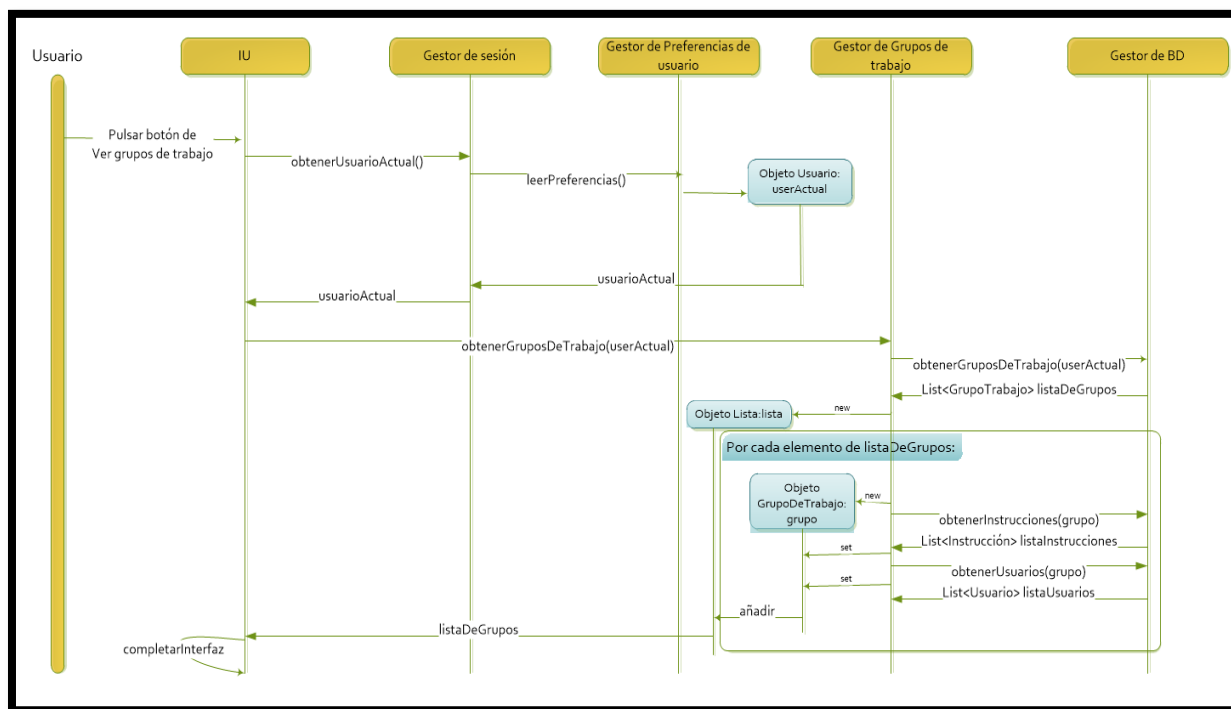 Usuario
IU
Gestor de sesión
Gestor de Preferencias de
usuario
Gestor de Grupos de
trabajo
Gestor de BD
Pulsar botón de
Ver grupos de trabajo
obtenerUsuarioActual()
leerPreferencias()
Objeto Usuario:
userActual
usuarioActual
usuarioActual
obtenerGruposDeTrabajo(userActual)
obtenerGruposDeTrabajo(userActual)
List<GrupoTrabajo> listaDeGrupos
new
Objeto Lista:lista
Por cada elemento de listaDeGrupos:
Objeto
GrupoDeTrabajo:
grupo
new
obtenerInstrucciones(grupo)
List<Instrucción> listaInstrucciones
set
obtenerUsuarios(grupo)
set
List<Usuario> listaUsuarios
añadir
listaDeGrupos
completarInterfaz